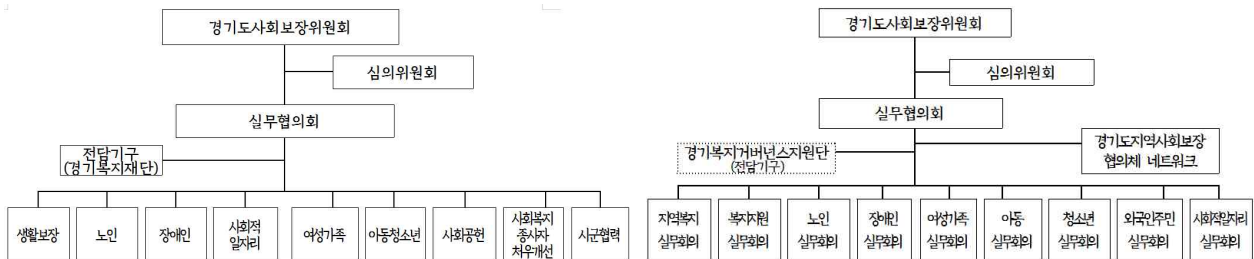 경기도사회보장위원회
심의위원회
실무협의회
전담기구
(경기복지재단)
생활보장
노인
장애인
사회적
일자리
여성가족
아동청소년
사회공헌
사회복지
종사자
처우개선
시군협력
경기도사회보장위원회
심의위원회
실무협의회
경기복지거버넌스지원단
(전담기구)
경기도지역사회보장
협의체 네트워크
지역복지
실무회의
복지지원
실무회의
노인
실무회의
장애인
실무회의
여성가족
실무회의
아동
실무회의
청소년
실무회의
외국인주민
실무회의
사회적일자리
실무회의